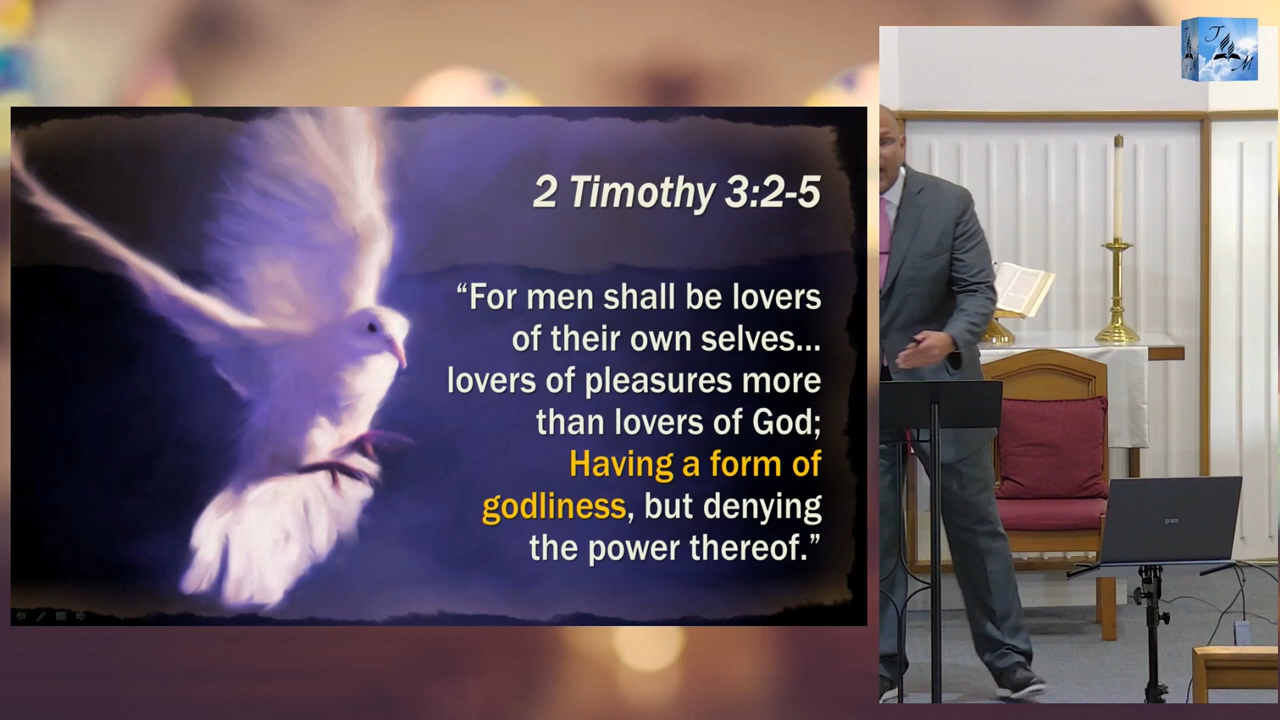 2 Timothy 3:2-5
“For men shall be lovers
of their own selves...
lovers of pleasures more
than lovers of God;
Having a form of
godliness, but denying
the power thereof.”
J
M
gram